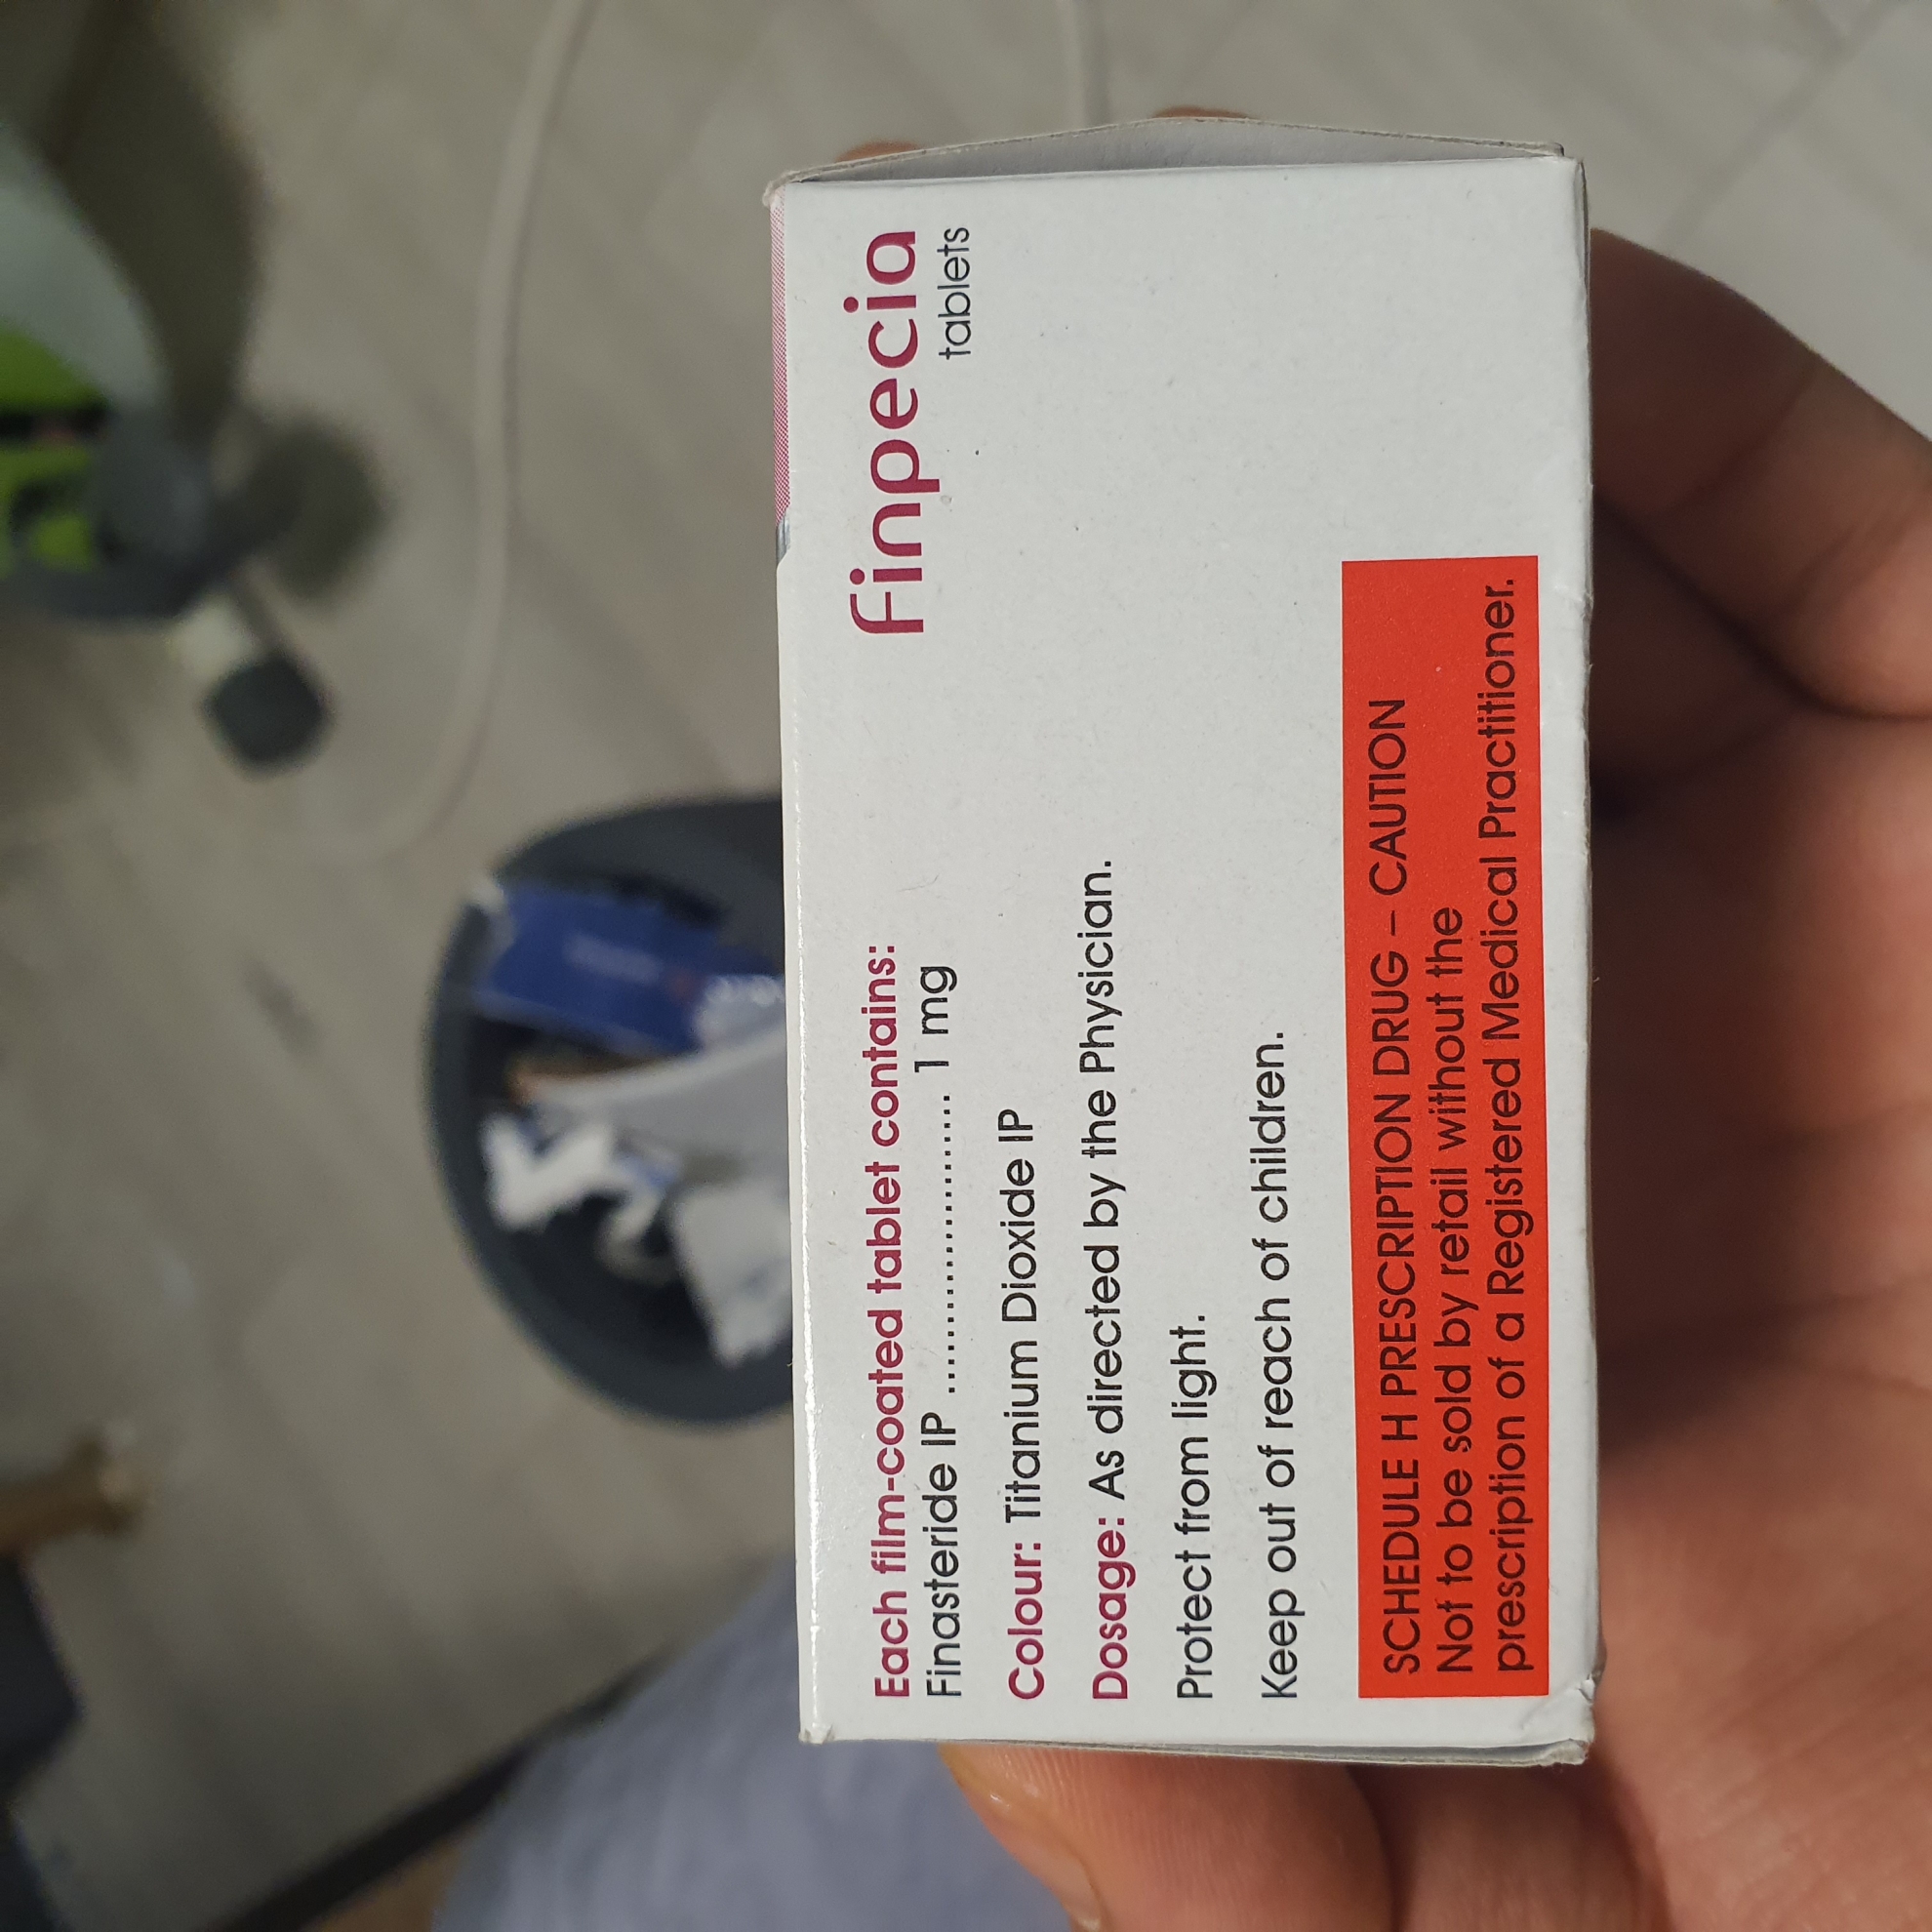 Finpecia
tablets
Each film-coated tablet contains:
Finasteride IP .............................. 1 mg
Colour: Titanium Dioxide IP
Dosage: As directed by the Physician.
Protect from light.
Keep out of reach of children.
SCHEDULE H PRESCRIPTION DRUG – CAUTION
Not to be sold by retail without the
prescription of a Registered Medical Practitioner.